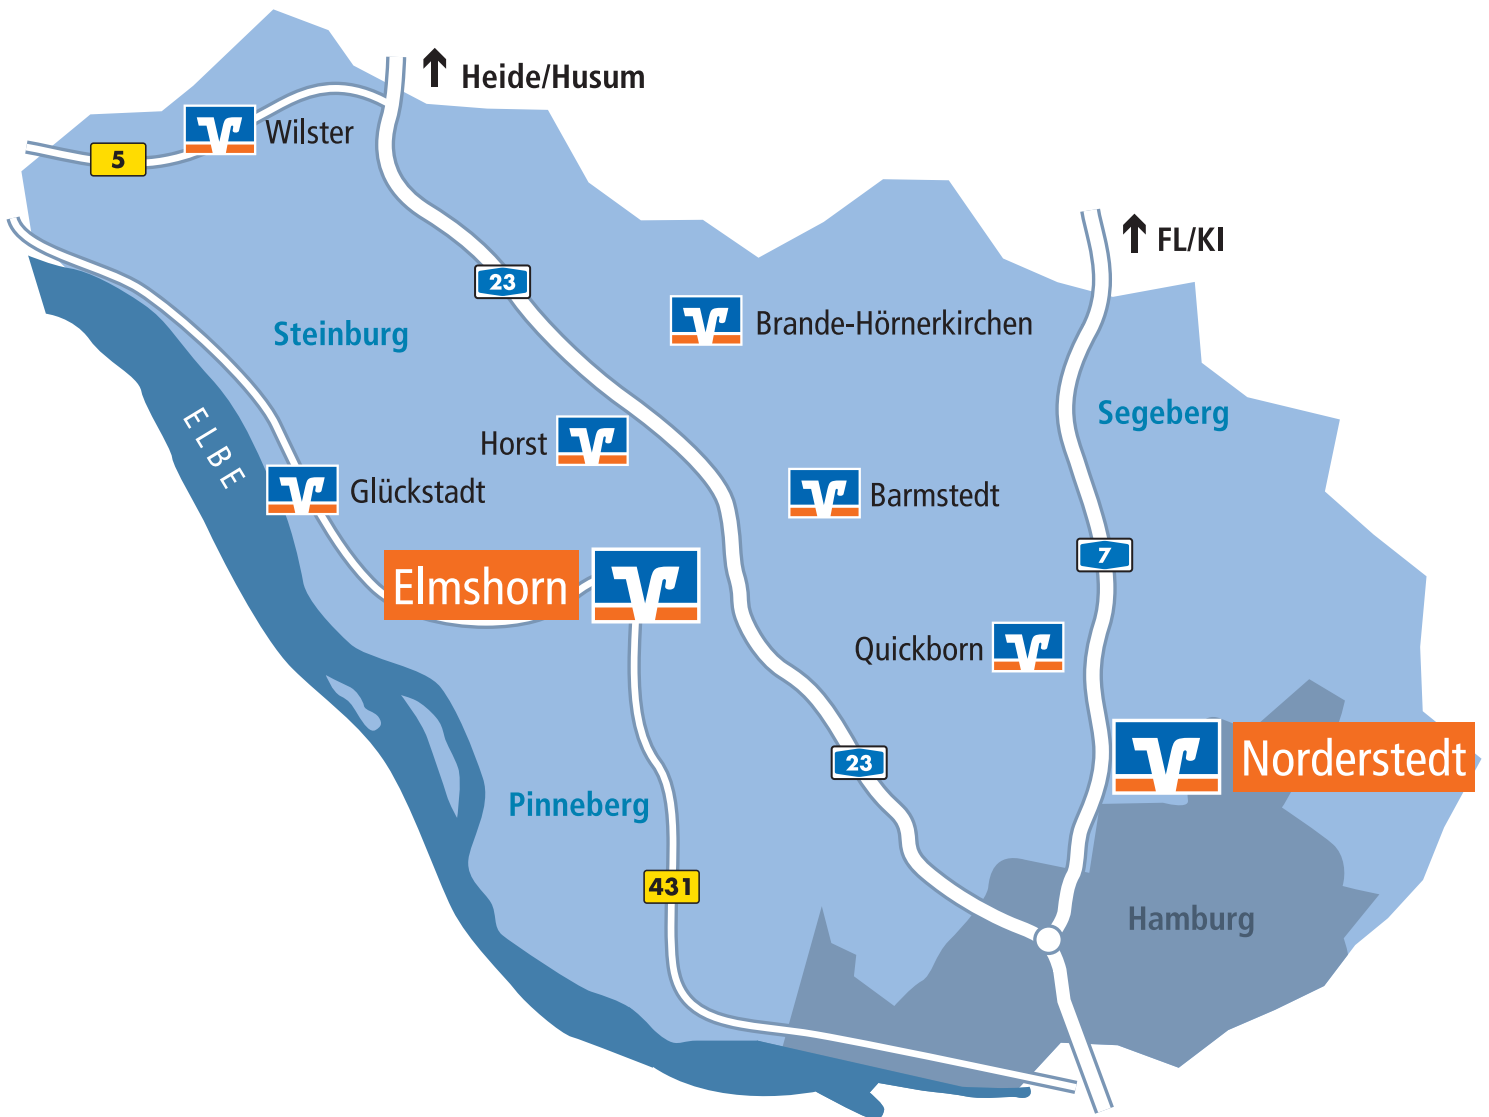 Heide/Husum
Wilster
5
FL/KI
23
Brande-Hörnerkirchen
Steinburg
Segeberg
ELBE
Horst
Glückstadt
Barmstedt
7
Elmshorn
Quickborn
Norderstedt
23
Pinneberg
431
Hamburg